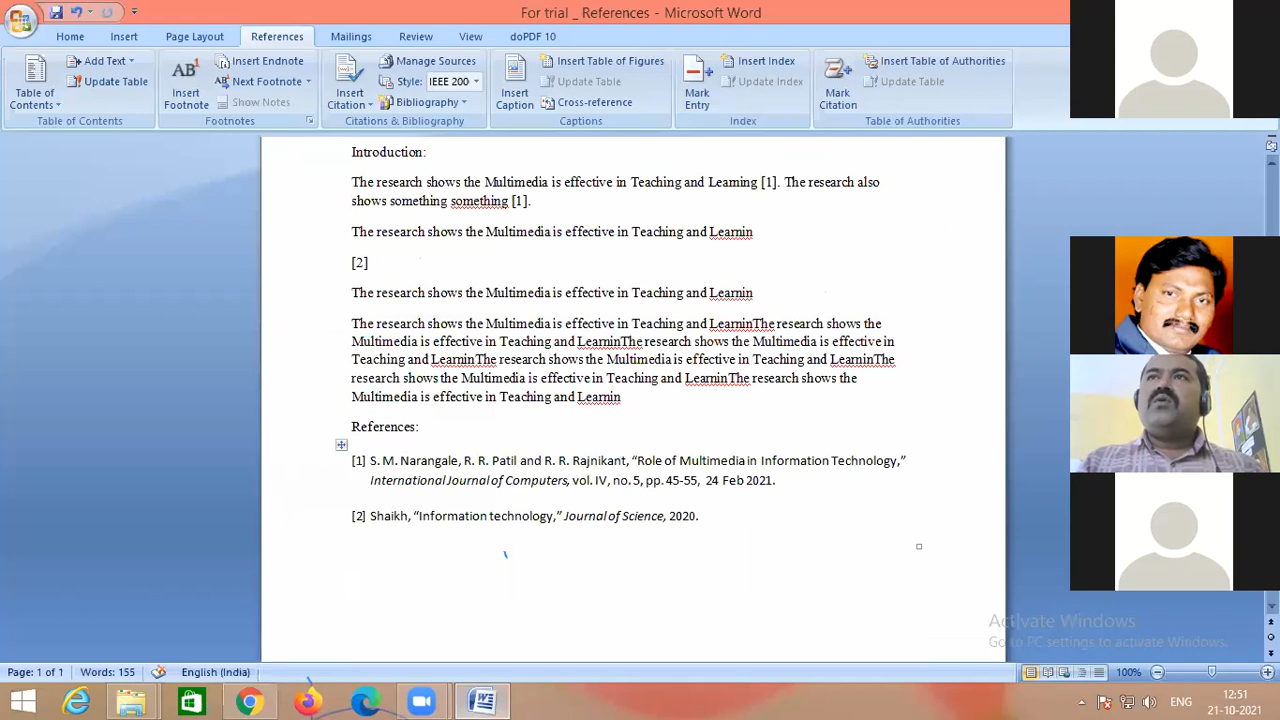 For trial _ References - Microsoft Word
Home Insert Page Layout References Mailings Review View doPDF 10
Table of Contents
Add Text
Update Table
Table of Contents
AB1
Insert Footnote
Insert Endnote
Next Footnote
Show Notes
Footnotes
Insert Citation
Manage Sources
Style: IEEE 200
Bibliography
Citations & Bibliography
Insert Caption
Insert Table of Figures
Update Table
Cross-reference
Captions
Mark Entry
Insert Index
Update Index
Index
Mark Citation
Insert Table of Authorities
Update Table
Table of Authorities
Introduction:
The research shows the Multimedia is effective in Teaching and Learning [1]. The research also
shows something something [1].
The research shows the Multimedia is effective in Teaching and Learnin
[2]
The research shows the Multimedia is effective in Teaching and Learnin
The research shows the Multimedia is effective in Teaching and LearninThe research shows the
Multimedia is effective in Teaching and LearninThe research shows the Multimedia is effective in
Teaching and LearninThe research shows the Multimedia is effective in Teaching and LearninThe
research shows the Multimedia is effective in Teaching and LearninThe research shows the
Multimedia is effective in Teaching and Learnin
References:
[1] S. M. Narangale, R. R. Patil and R. R. Rajnikant, “Role of Multimedia in Information Technology,”
International Journal of Computers, vol. IV, no. 5, pp. 45-55, 24 Feb 2021.
[2] Shaikh, “Information technology,” Journal of Science, 2020.
Activate Windows
Go to PC settings to activate Windows.
Page: 1 of 1 Words: 155 English (India) 100%
ENG 12:51
21-10-2021